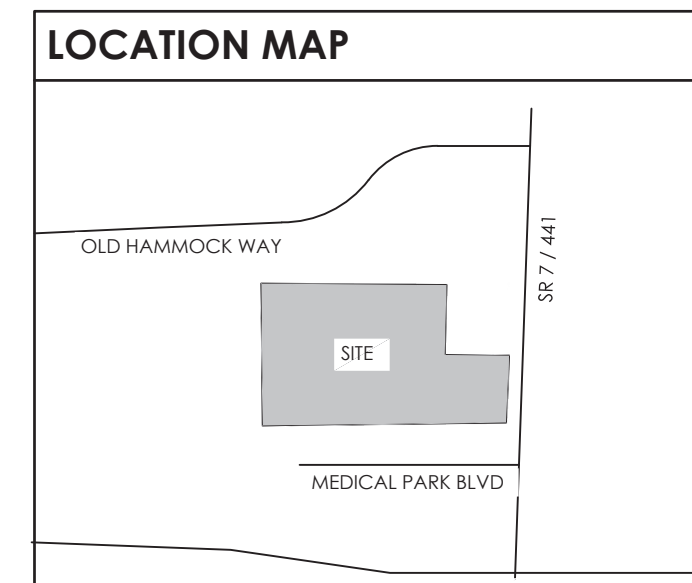 LOCATION MAP
OLD HAMMOCK WAY
SR 7 / 441
SITE
MEDICAL PARK BLVD